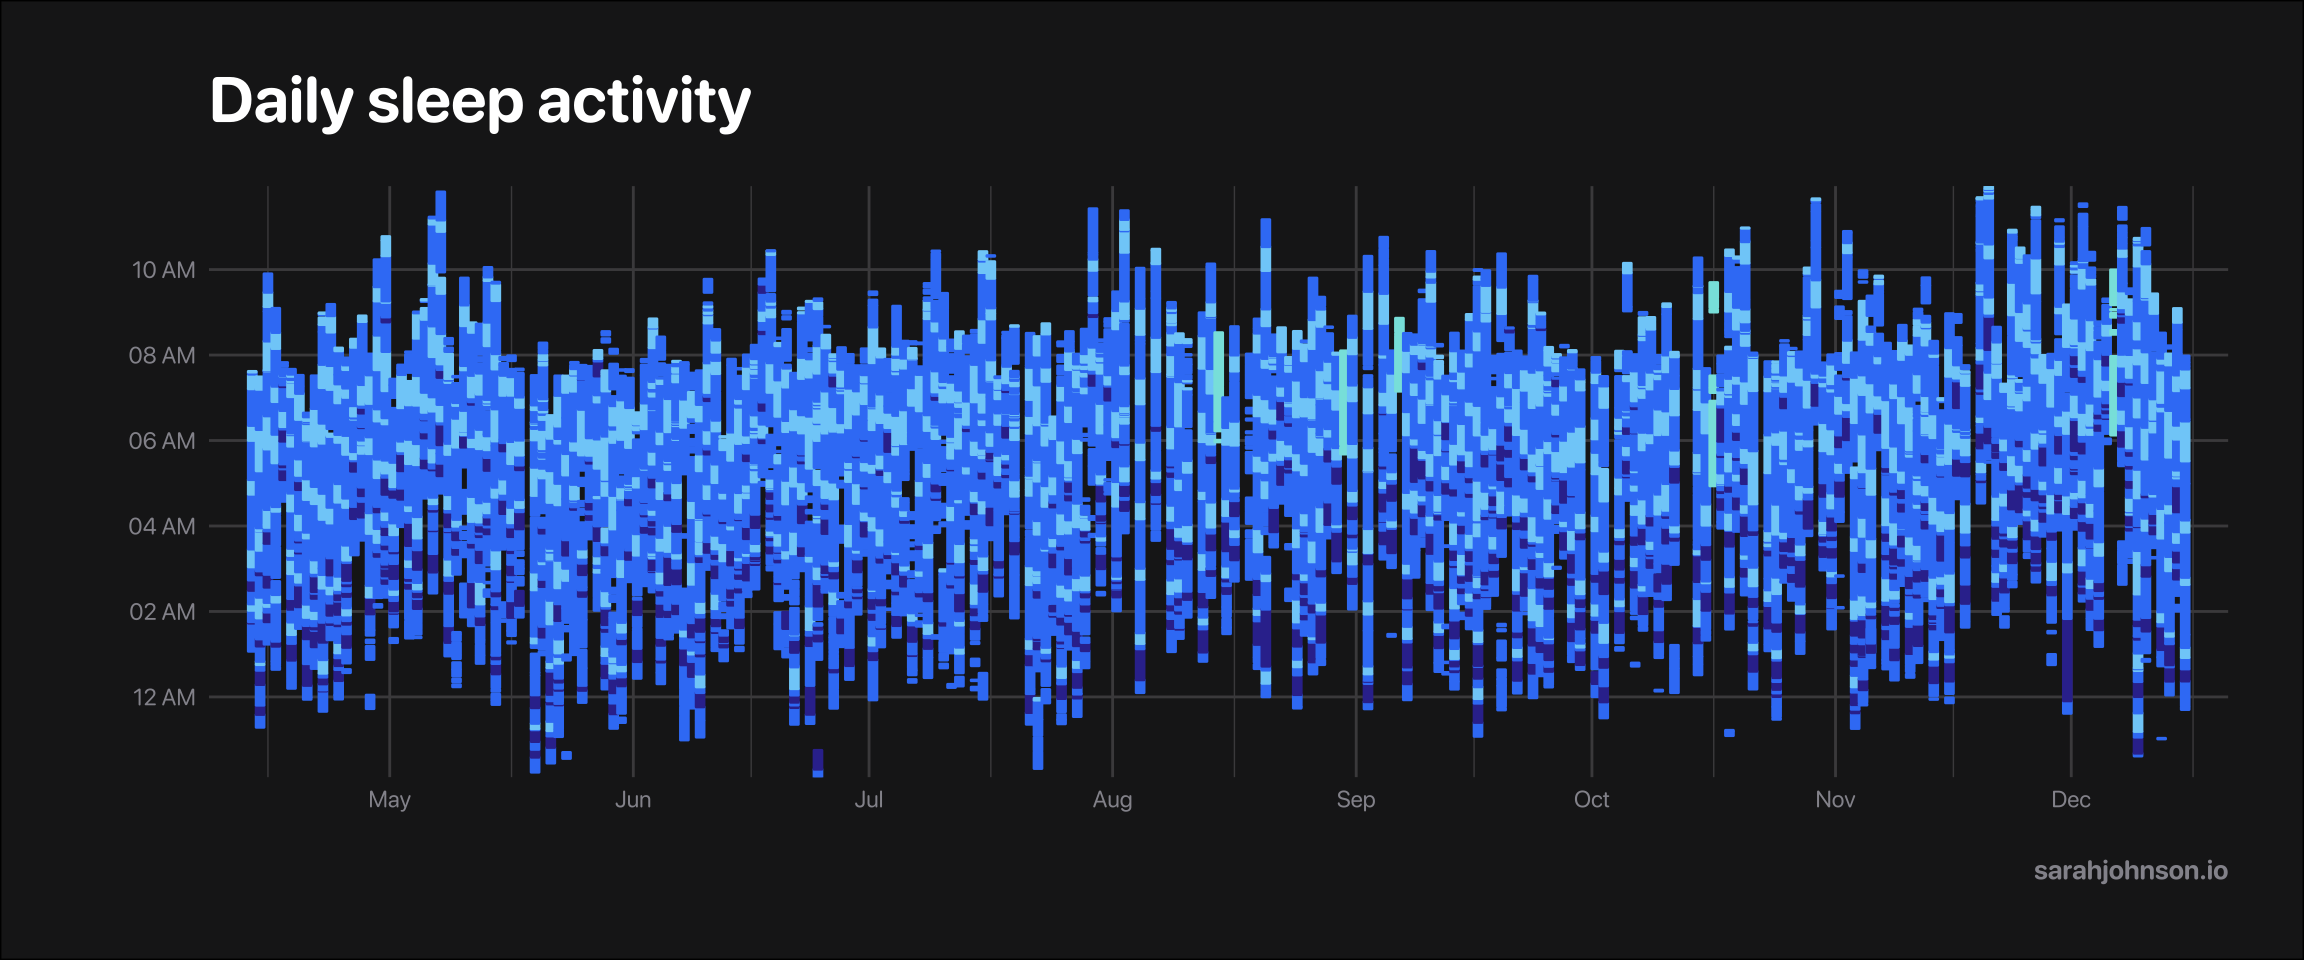 Daily sleep activity
10 AM
08 AM
06 AM
04 AM
02 AM
12 AM
May Jun Jul Aug Sep Oct Nov Dec
sarahjohnson.io